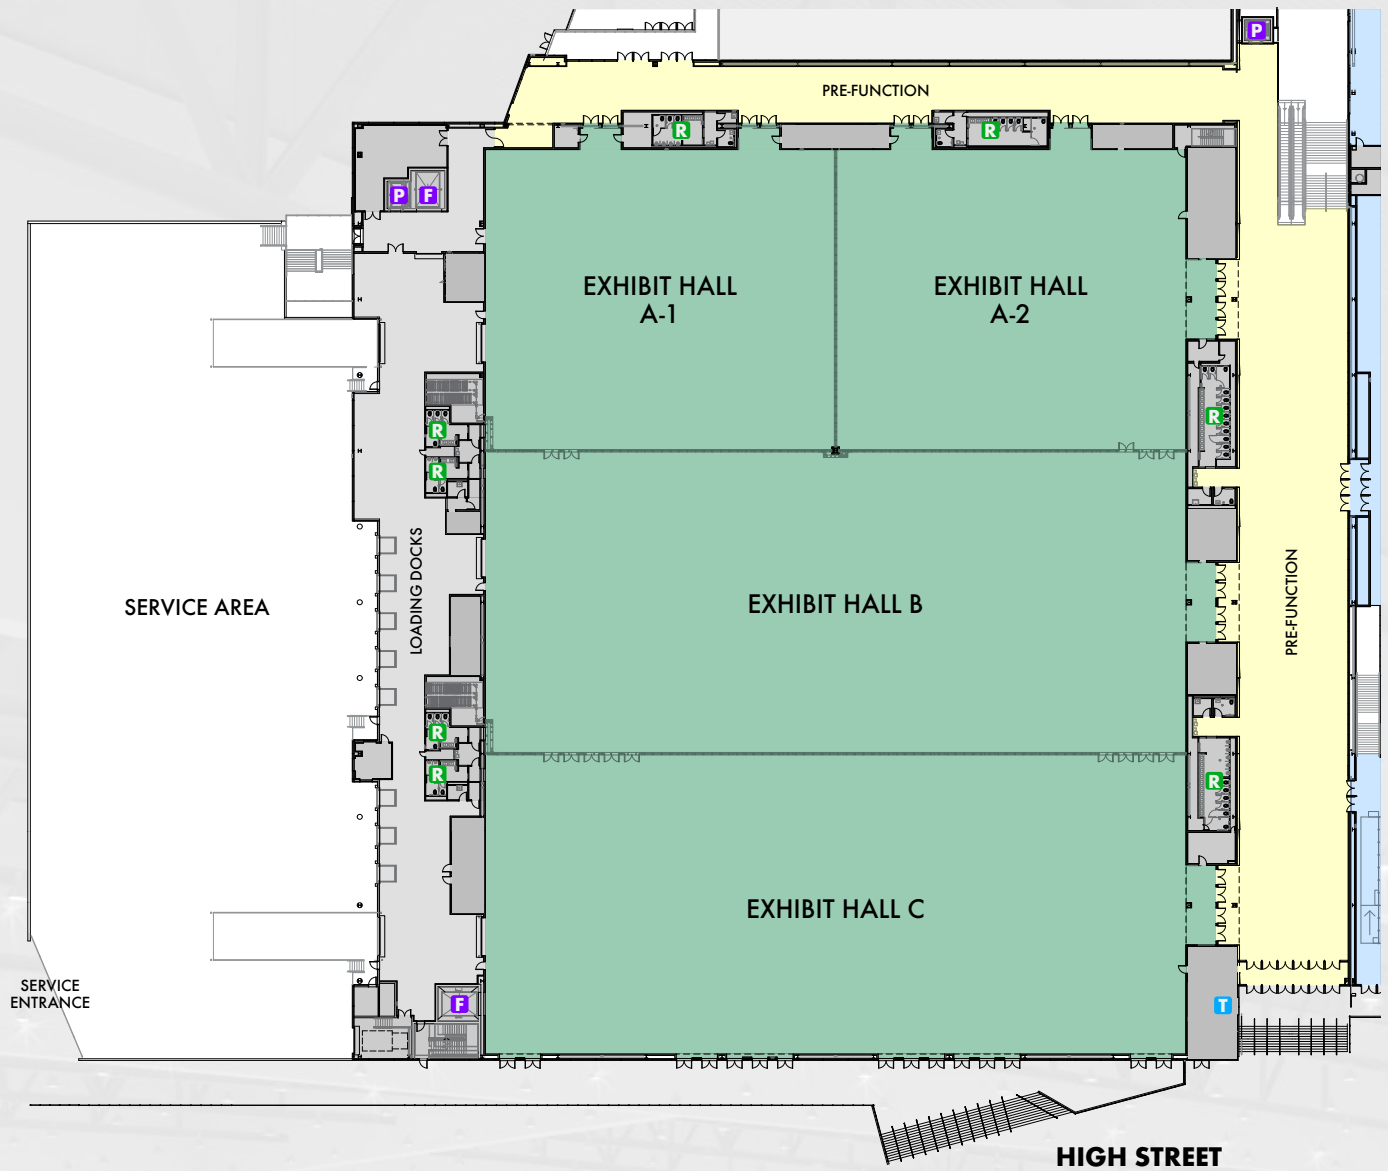 P
PRE-FUNCTION
R
R
P
F
EXHIBIT HALL
A-1
EXHIBIT HALL
A-2
R
R
R
LOADING DOCKS
PRE-FUNCTION
SERVICE AREA
EXHIBIT HALL B
R
R
R
EXHIBIT HALL C
SERVICE
ENTRANCE
F
T
HIGH STREET